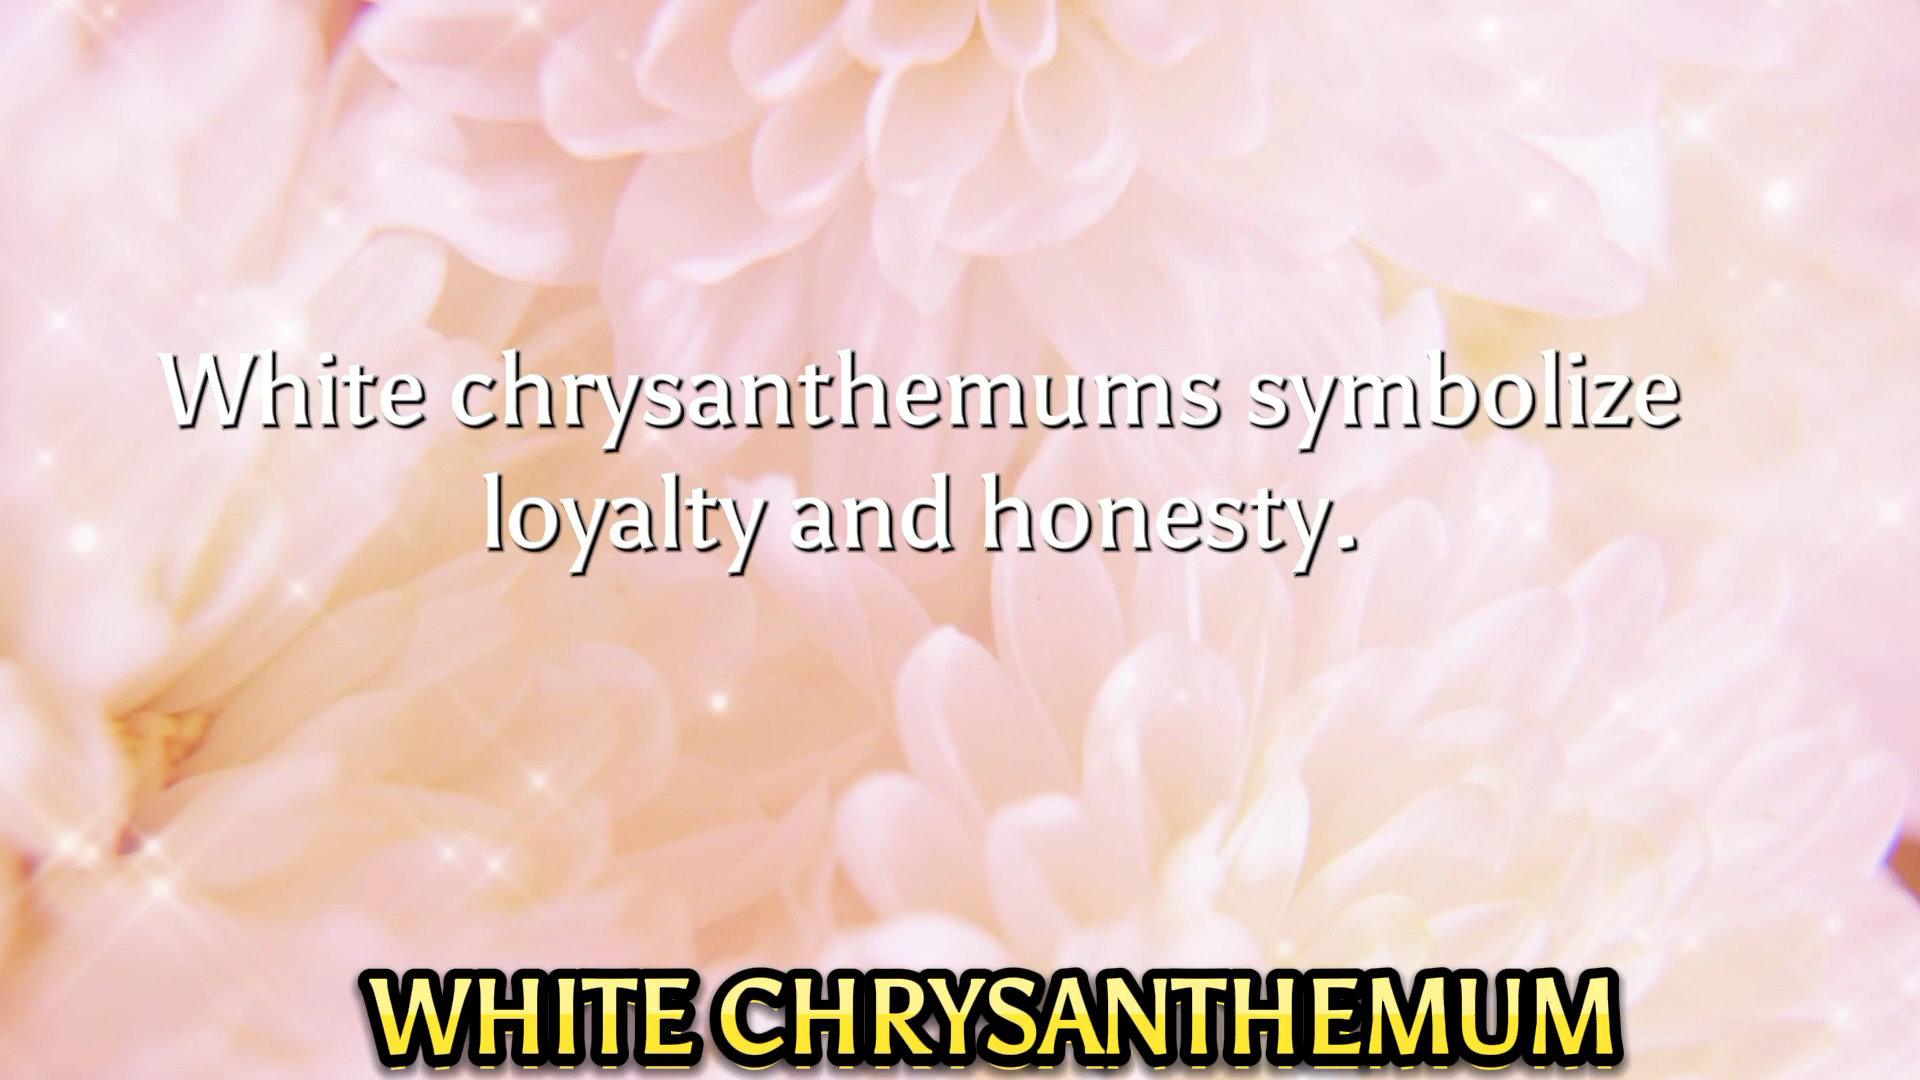 White chrysanthemums symbolize
loyalty and honesty.
WHITE CHRYSANTHEMUM